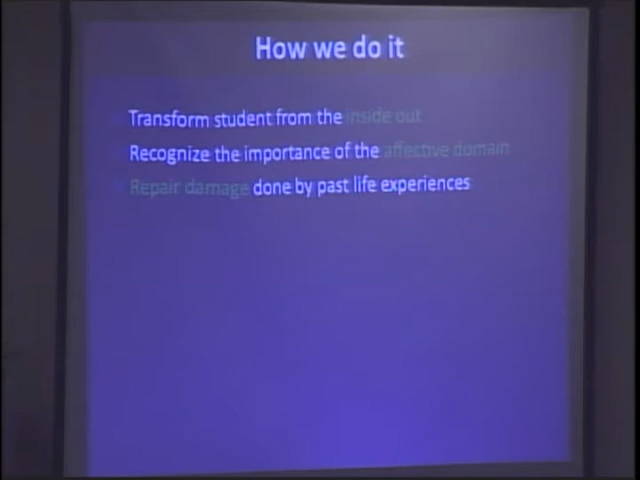 How we do it
Transform student from the inside out
Recognize the importance of the affective domain
Repair damage done by past life experiences